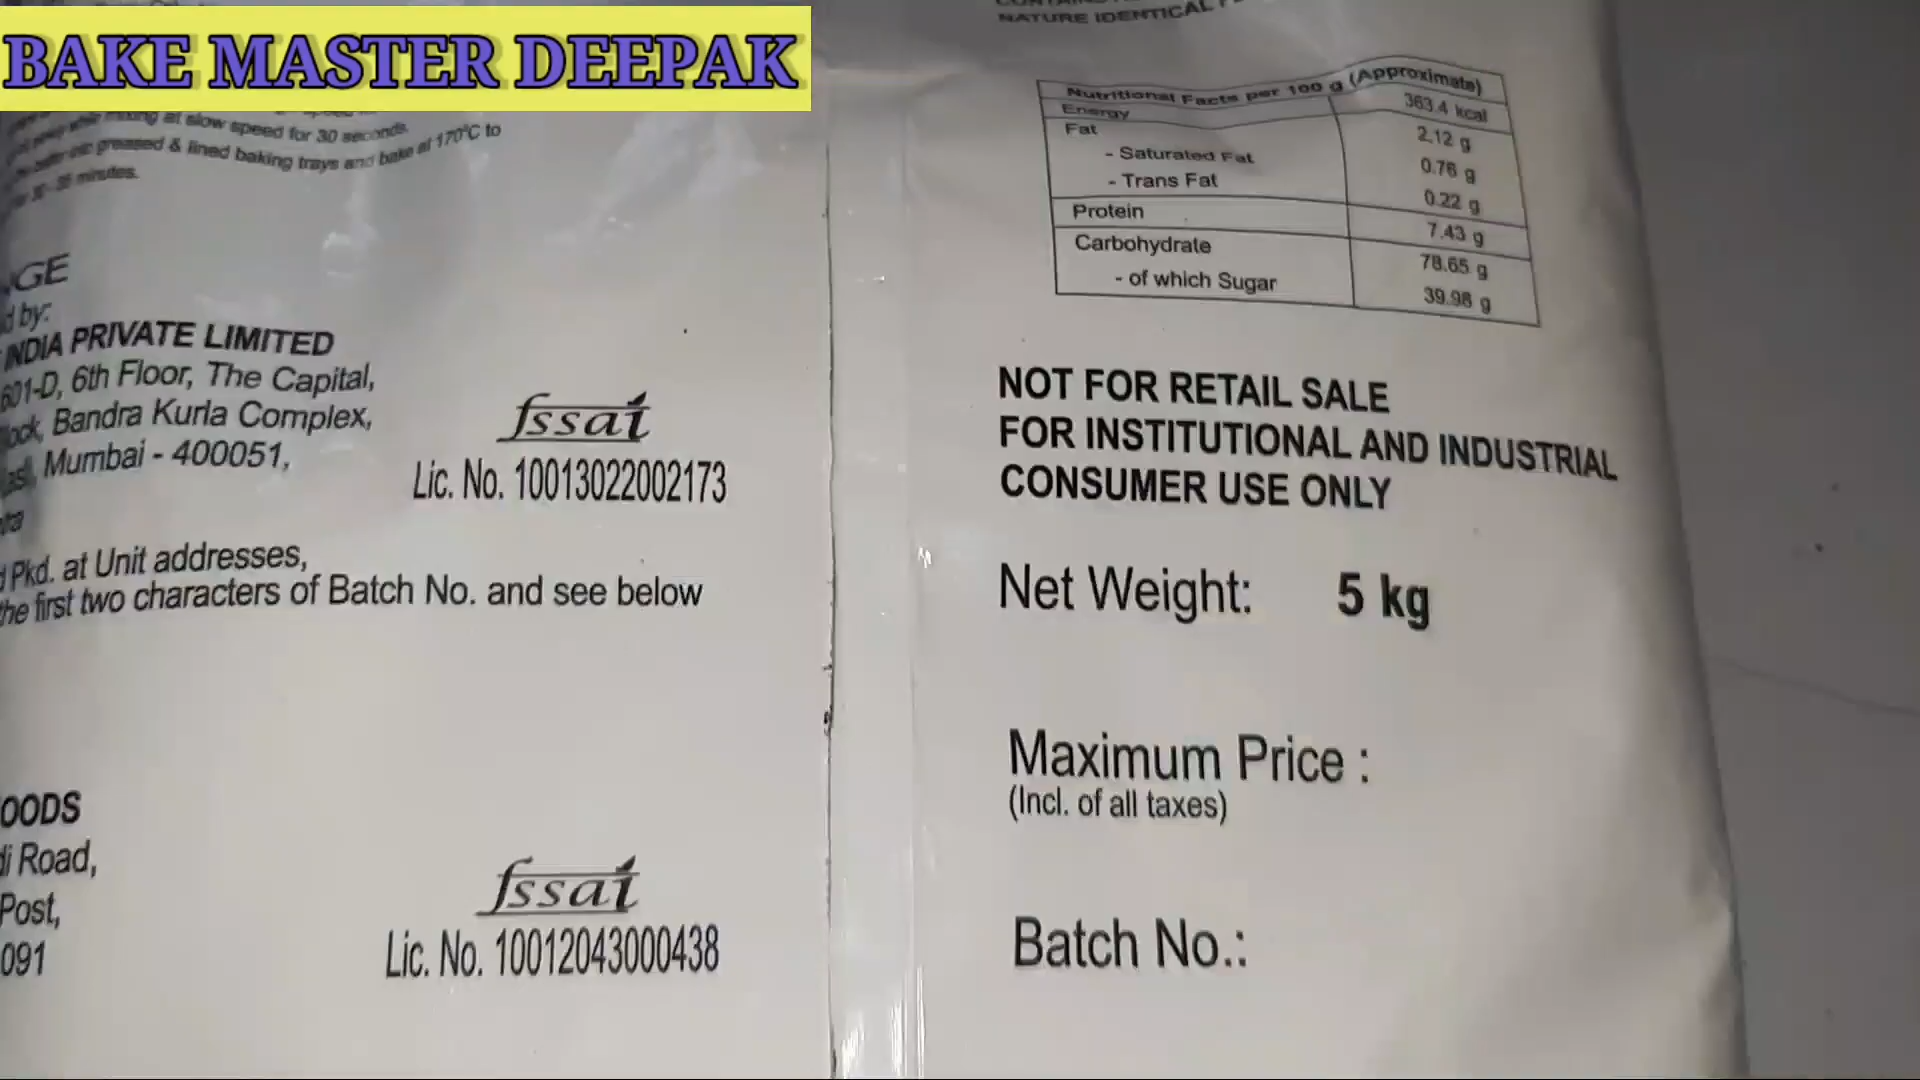 BAKE MASTER DEEPAK
mixing at slow speed for 30 seconds.
greased & lined baking trays and bake at 170°C to
minutes.
GE
d by:
INDIA PRIVATE LIMITED
601-D, 6th Floor, The Capital,
ock, Bandra Kurla Complex,
Mumbai - 400051,
fssai
Lic. No. 10013022002173
Pkd. at Unit addresses,
the first two characters of Batch No. and see below
OODS
di Road,
Post,
091
fssai
Lic. No. 10012043000438
NATURE IDENTICAL
Nutritional Facts per 100 g (Approximate)
Energy 363.4 kcal
Fat 2.12 g
- Saturated Fat 0.76 g
- Trans Fat 0.22 g
Protein 7.43 g
Carbohydrate 78.65 g
- of which Sugar 39.98 g
NOT FOR RETAIL SALE
FOR INSTITUTIONAL AND INDUSTRIAL
CONSUMER USE ONLY
Net Weight: 5 kg
Maximum Price :
(Incl. of all taxes)
Batch No.: